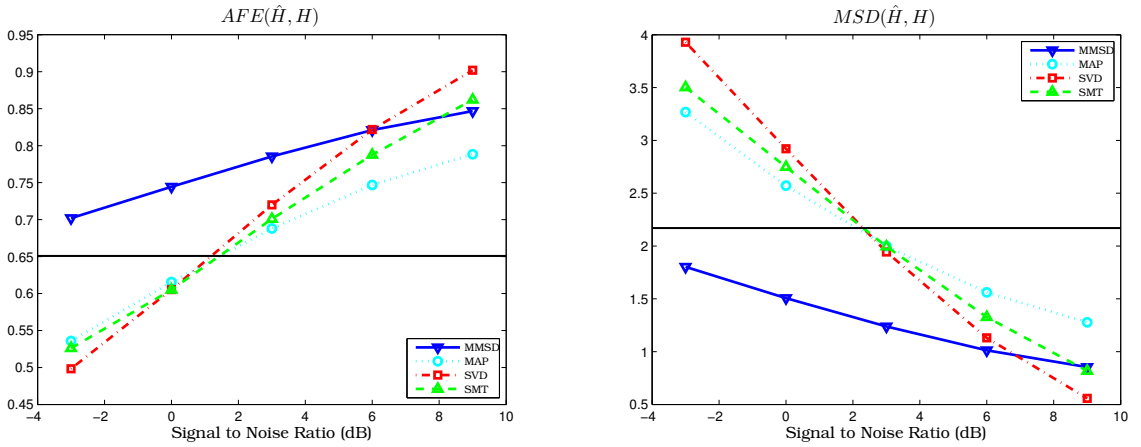 AFE(Ĥ, H)
0.95
0.9
0.85
0.8
0.75
0.7
0.65
0.6
0.55
0.5
0.45
−4
−2
0
2
4
6
8
10
Signal to Noise Ratio (dB)
MMSD
MAP
SVD
SMT
MSD(Ĥ, H)
4
3.5
3
2.5
2
1.5
1
0.5
−4
−2
0
2
4
6
8
10
Signal to Noise Ratio (dB)
MMSD
MAP
SVD
SMT